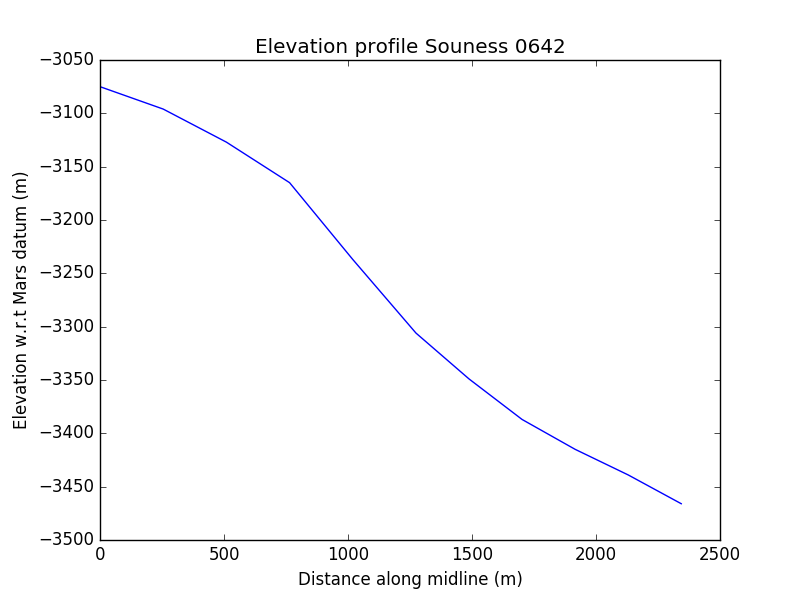 Elevation profile Souness 0642
−3050
−3100
−3150
−3200
−3250
−3300
−3350
−3400
−3450
−3500
Elevation w.r.t Mars datum (m)
0 500 1000 1500 2000 2500
Distance along midline (m)